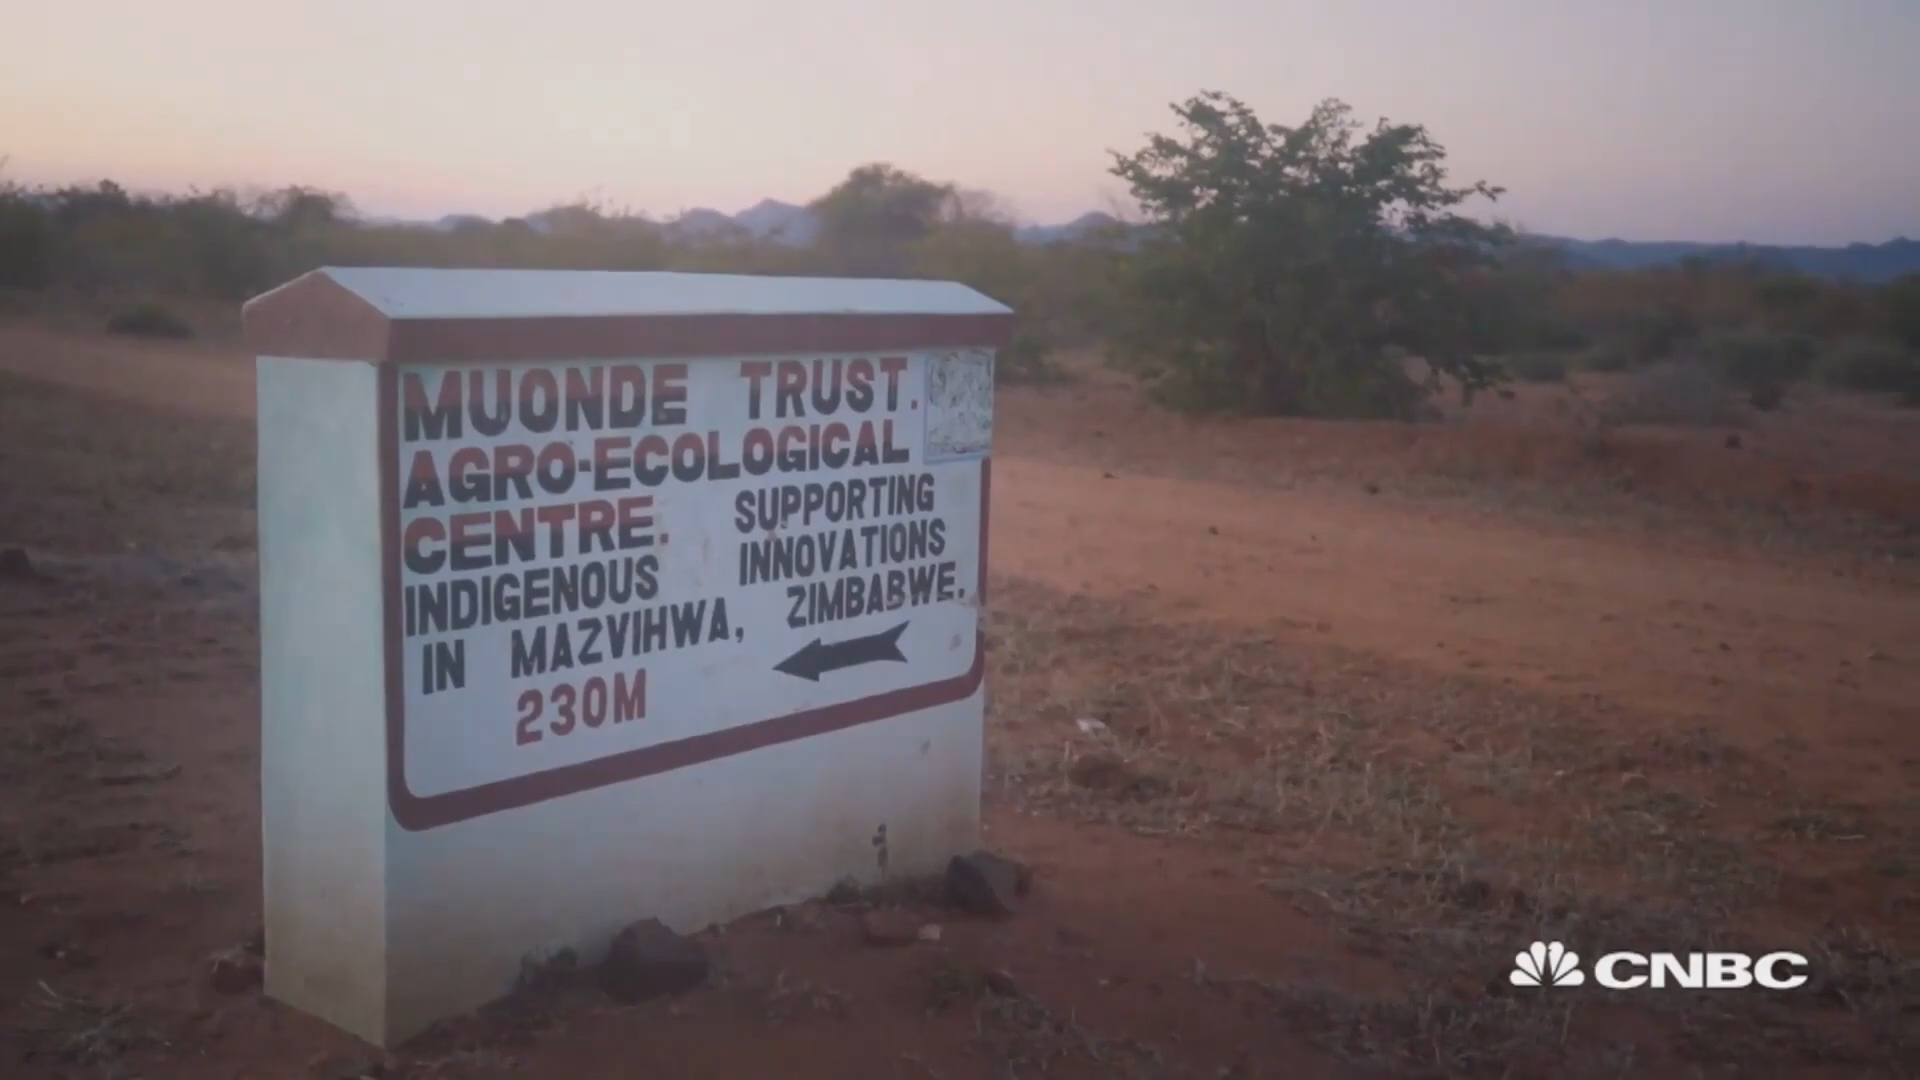 MUONDE TRUST.
AGRO-ECOLOGICAL
CENTRE. SUPPORTING
INDIGENOUS INNOVATIONS
IN MAZVIHWA, ZIMBABWE.
230M
CNBC